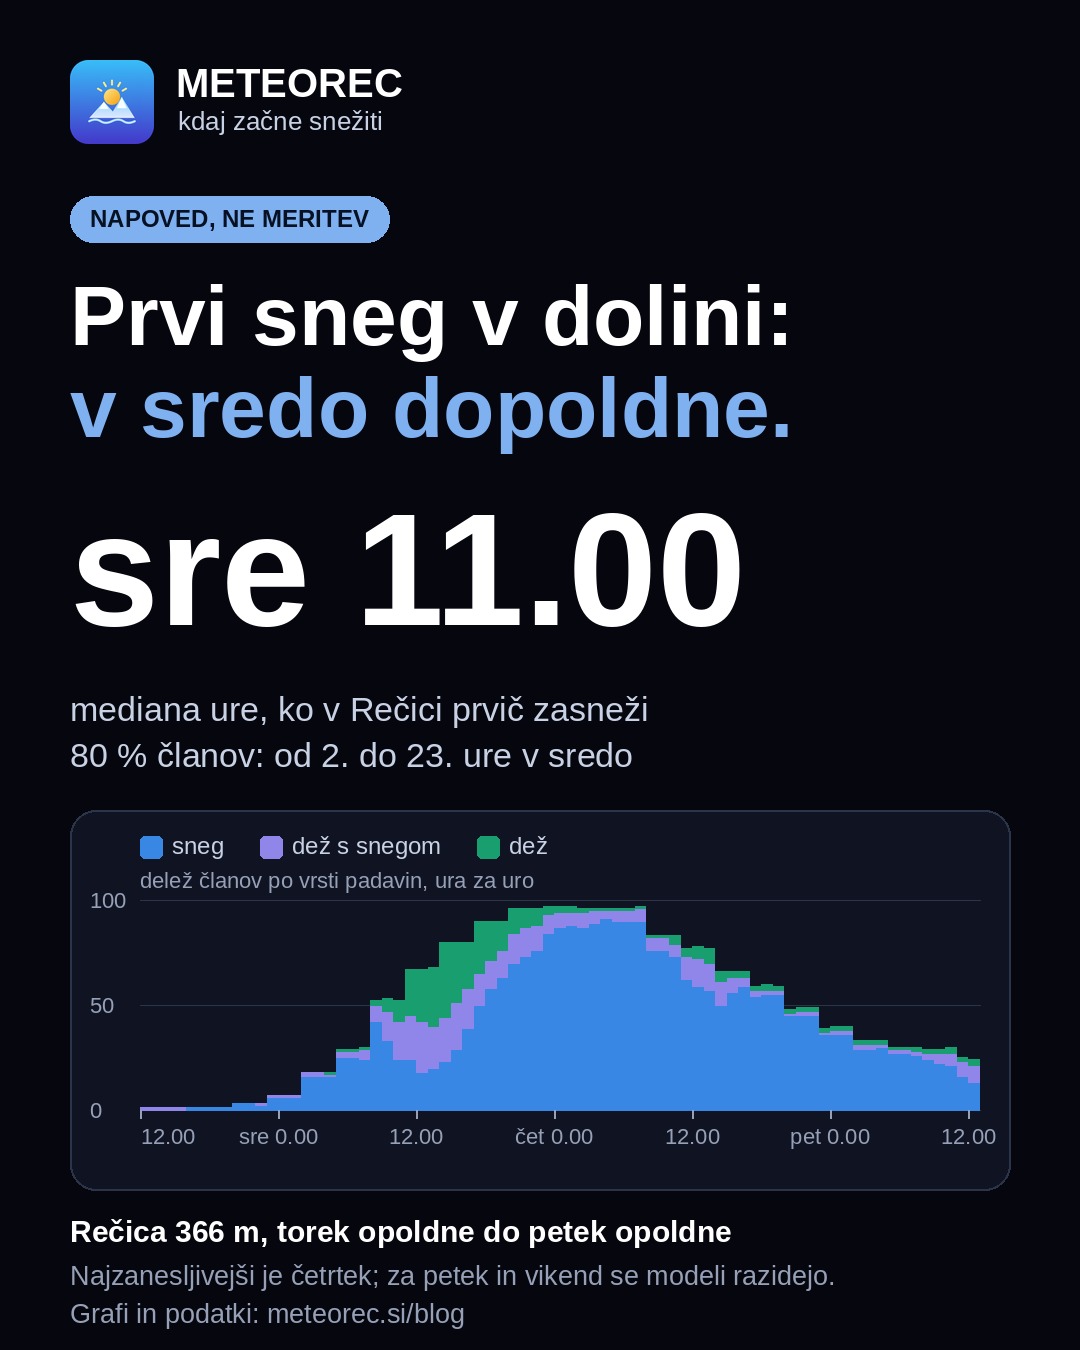 METEOREC
kdaj začne snežiti
NAPOVED, NE MERITEV
Prvi sneg v dolini:
v sredo dopoldne.
sre 11.00
mediana ure, ko v Rečici prvič zasneži
80 % članov: od 2. do 23. ure v sredo
sneg dež s snegom dež
delež članov po vrsti padavin, ura za uro
100
50
0
12.00 sre 0.00 12.00 čet 0.00 12.00 pet 0.00 12.00
Rečica 366 m, torek opoldne do petek opoldne
Najzanesljivejši je četrtek; za petek in vikend se modeli razidejo.
Grafi in podatki: meteorec.si/blog